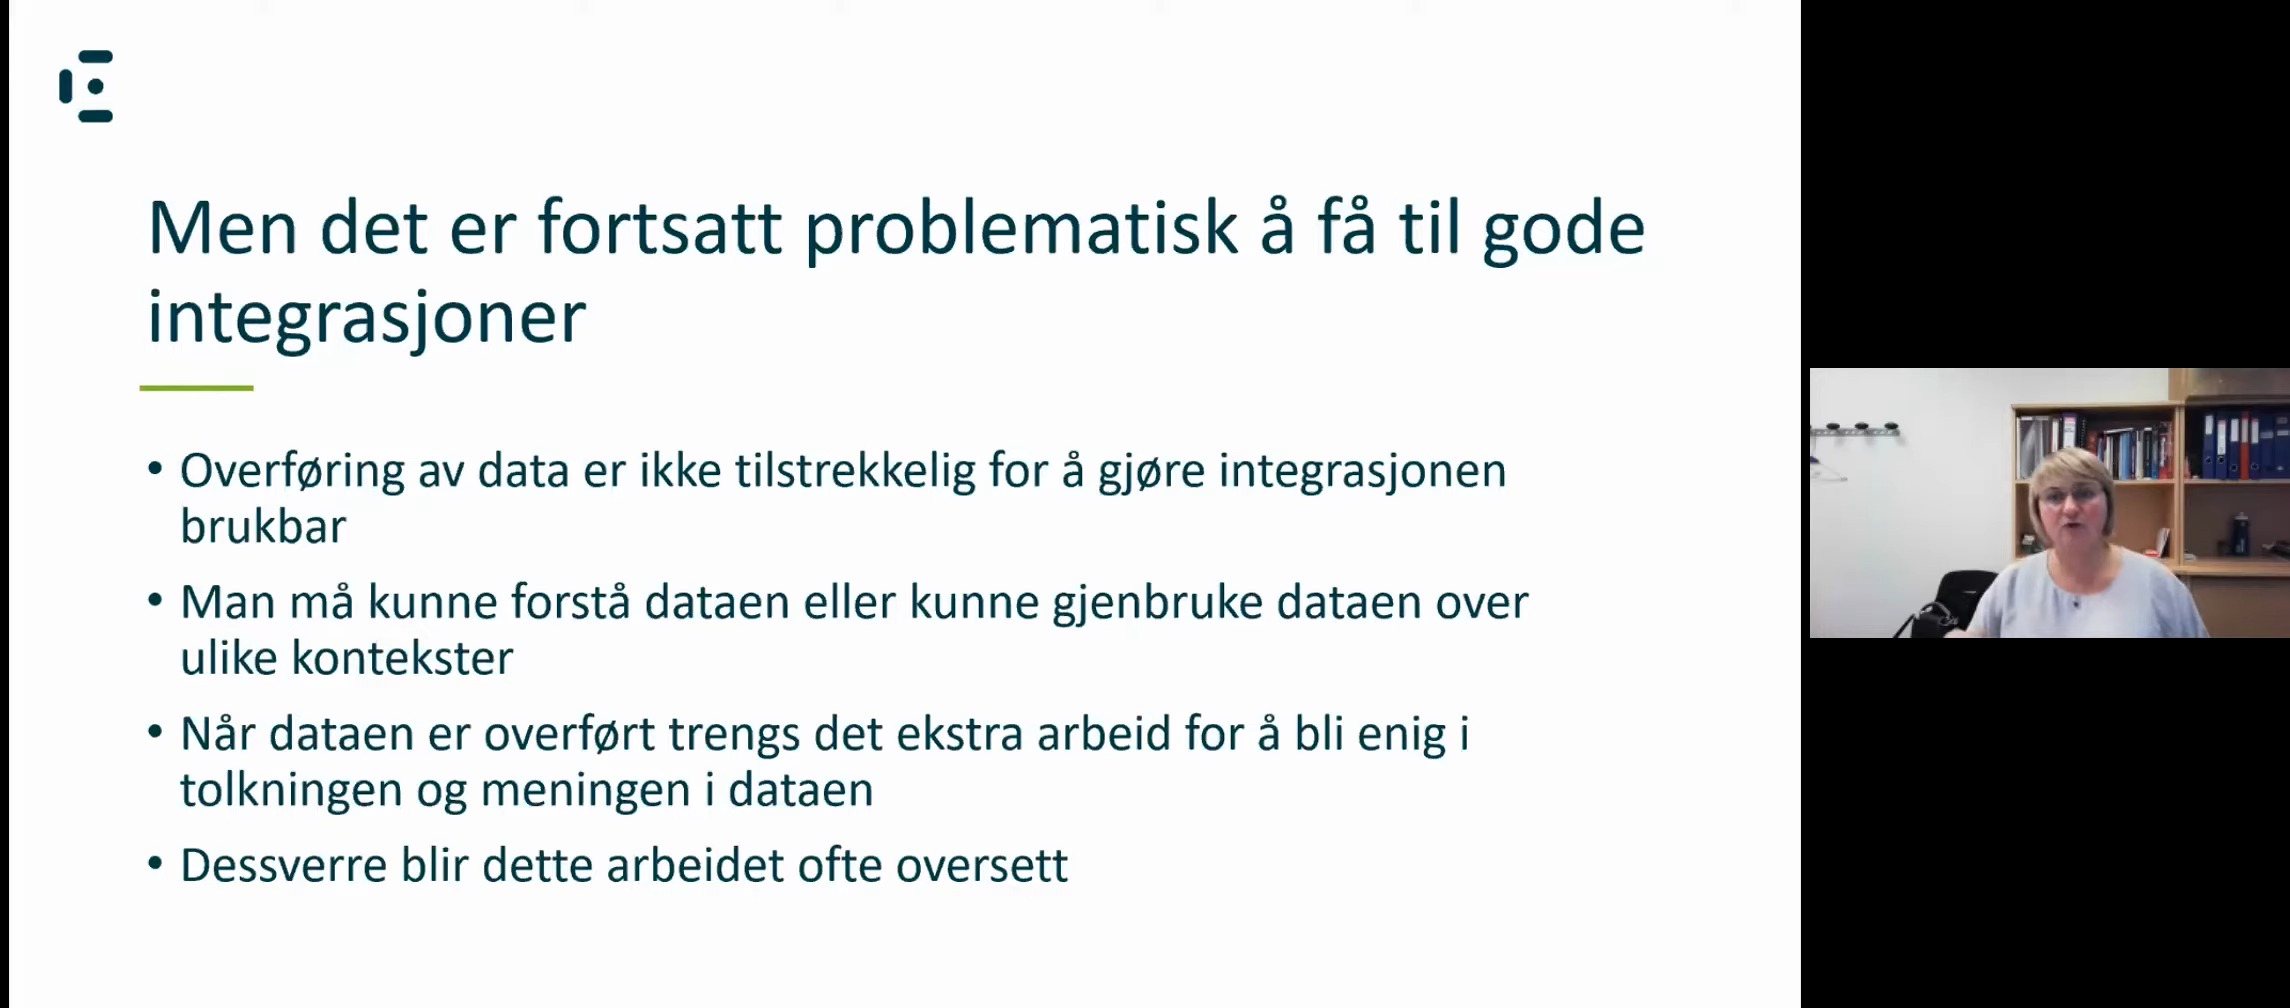 Men det er fortsatt problematisk å få til gode
integrasjoner
• Overføring av data er ikke tilstrekkelig for å gjøre integrasjonen
brukbar
• Man må kunne forstå dataen eller kunne gjenbruke dataen over
ulike kontekster
• Når dataen er overført trengs det ekstra arbeid for å bli enig i
tolkningen og meningen i dataen
• Dessverre blir dette arbeidet ofte oversett